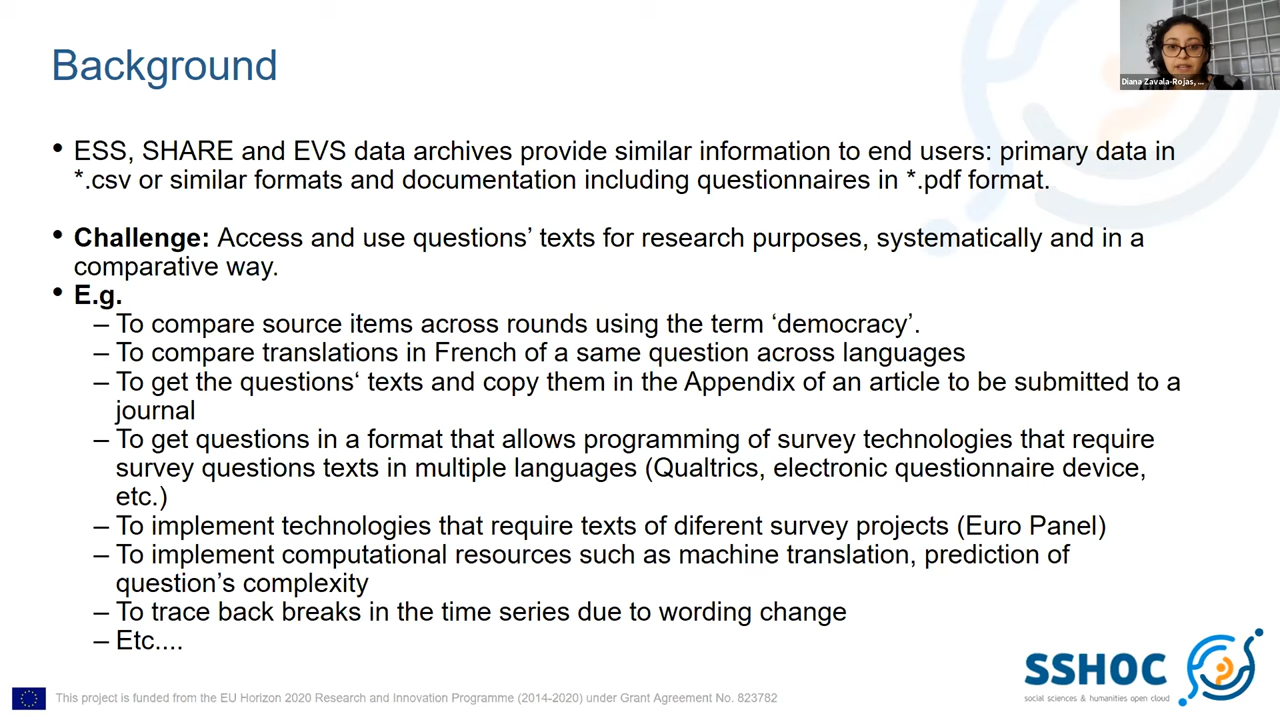 Background
Diana Zavala-Rojas, ...
• ESS, SHARE and EVS data archives provide similar information to end users: primary data in
*.csv or similar formats and documentation including questionnaires in *.pdf format.
• Challenge: Access and use questions’ texts for research purposes, systematically and in a
comparative way.
• E.g.
– To compare source items across rounds using the term ‘democracy’.
– To compare translations in French of a same question across languages
– To get the questions‘ texts and copy them in the Appendix of an article to be submitted to a
journal
– To get questions in a format that allows programming of survey technologies that require
survey questions texts in multiple languages (Qualtrics, electronic questionnaire device,
etc.)
– To implement technologies that require texts of diferent survey projects (Euro Panel)
– To implement computational resources such as machine translation, prediction of
question’s complexity
– To trace back breaks in the time series due to wording change
– Etc....
SSHOC
social sciences & humanities open cloud
This project is funded from the EU Horizon 2020 Research and Innovation Programme (2014-2020) under Grant Agreement No. 823782